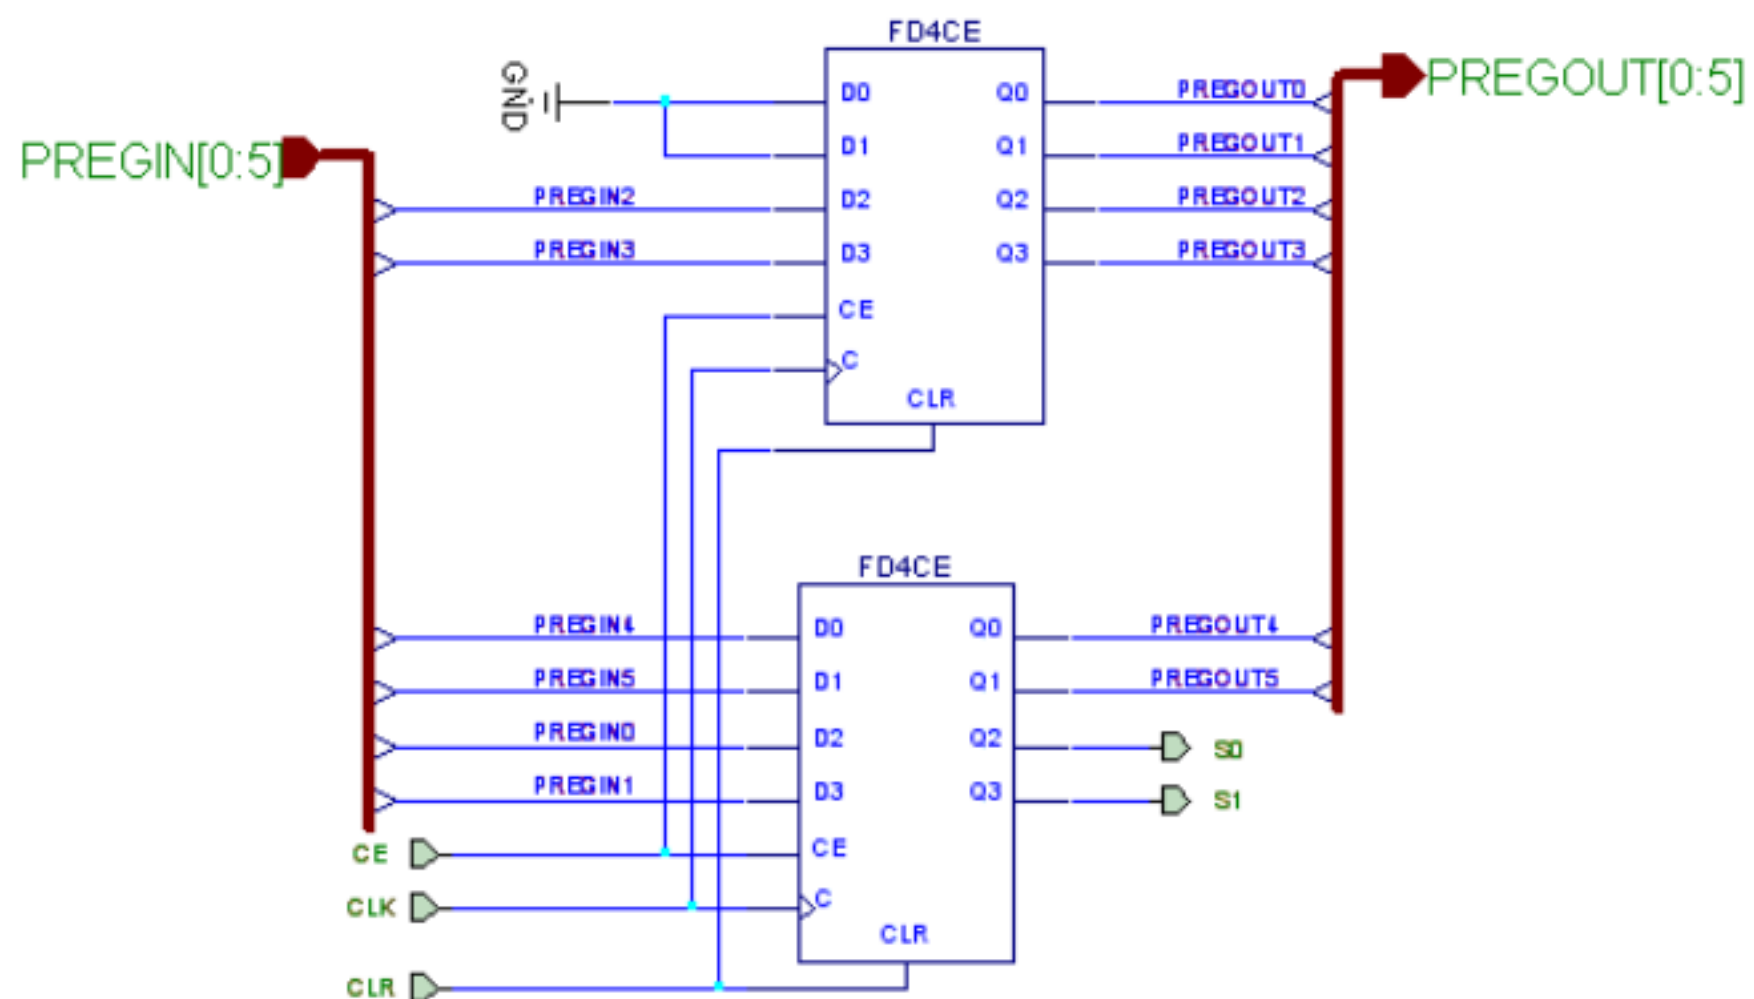 FD4CE
GND
D0 Q0 PREGOUT0
PREGOUT[0:5]
PREGIN[0:5]
D1 Q1 PREGOUT1
PREGIN2 D2 Q2 PREGOUT2
PREGIN3 D3 Q3 PREGOUT3
CE
C
CLR
FD4CE
PREGIN4 D0 Q0 PREGOUT4
PREGIN5 D1 Q1 PREGOUT5
PREGIN0 D2 Q2 S0
PREGIN1 D3 Q3 S1
CE CE
CLK C
CLR
CLR